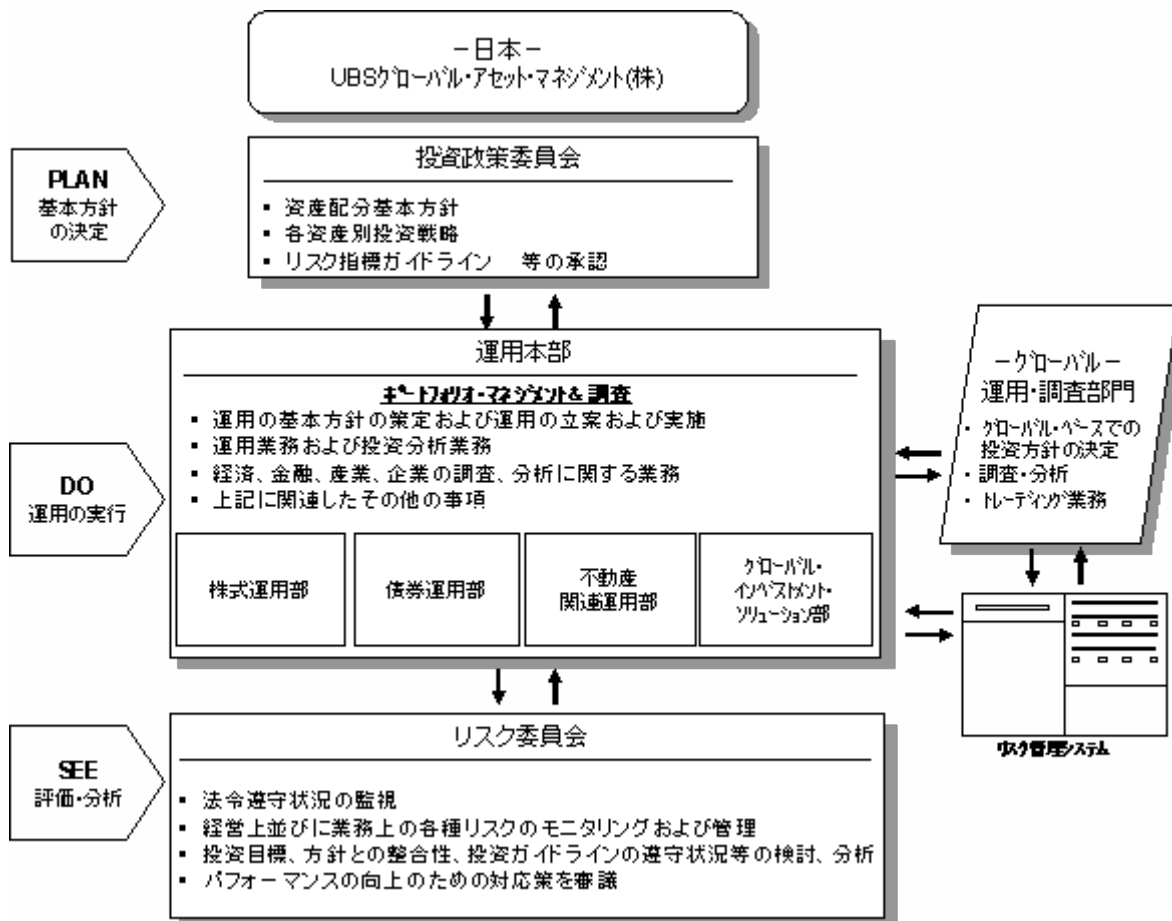 －日本－
UBSｸﾞﾛｰﾊﾞﾙ･ｱｾｯﾄ･ﾏﾈｼﾞﾒﾝﾄ(株)
PLAN
基本方針
の決定
投資政策委員会
▪ 資産配分基本方針
▪ 各資産別投資戦略
▪ リスク指標ガイドライン　等の承認
DO
運用の実行
運用本部
ﾎﾟｰﾄﾌｫﾘｵ･ﾏﾈｼﾞﾒﾝﾄ＆調査
▪ 運用の基本方針の策定および運用の立案および実施
▪ 運用業務および投資分析業務
▪ 経済、金融、産業、企業の調査、分析に関する業務
▪ 上記に関連したその他の事項
株式運用部
債券運用部
不動産
関連運用部
ｸﾞﾛｰﾊﾞﾙ･
ｲﾝﾍﾞｽﾄﾒﾝﾄ･
ｿﾘｭｰｼｮﾝ部
－ｸﾞﾛｰﾊﾞﾙ－
運用･調査部門
▪ ｸﾞﾛｰﾊﾞﾙ･ﾍﾞｰｽでの
投資方針の決定
▪ 調査･分析
▪ ﾄﾚｰﾃﾞｨﾝｸﾞ業務
ﾘｽｸ管理ｼｽﾃﾑ
SEE
評価･分析
リスク委員会
▪ 法令遵守状況の監視
▪ 経営上並びに業務上の各種リスクのモニタリングおよび管理
▪ 投資目標、方針との整合性、投資ガイドラインの遵守状況等の検討、分析
▪ パフォーマンスの向上のための対応策を審議